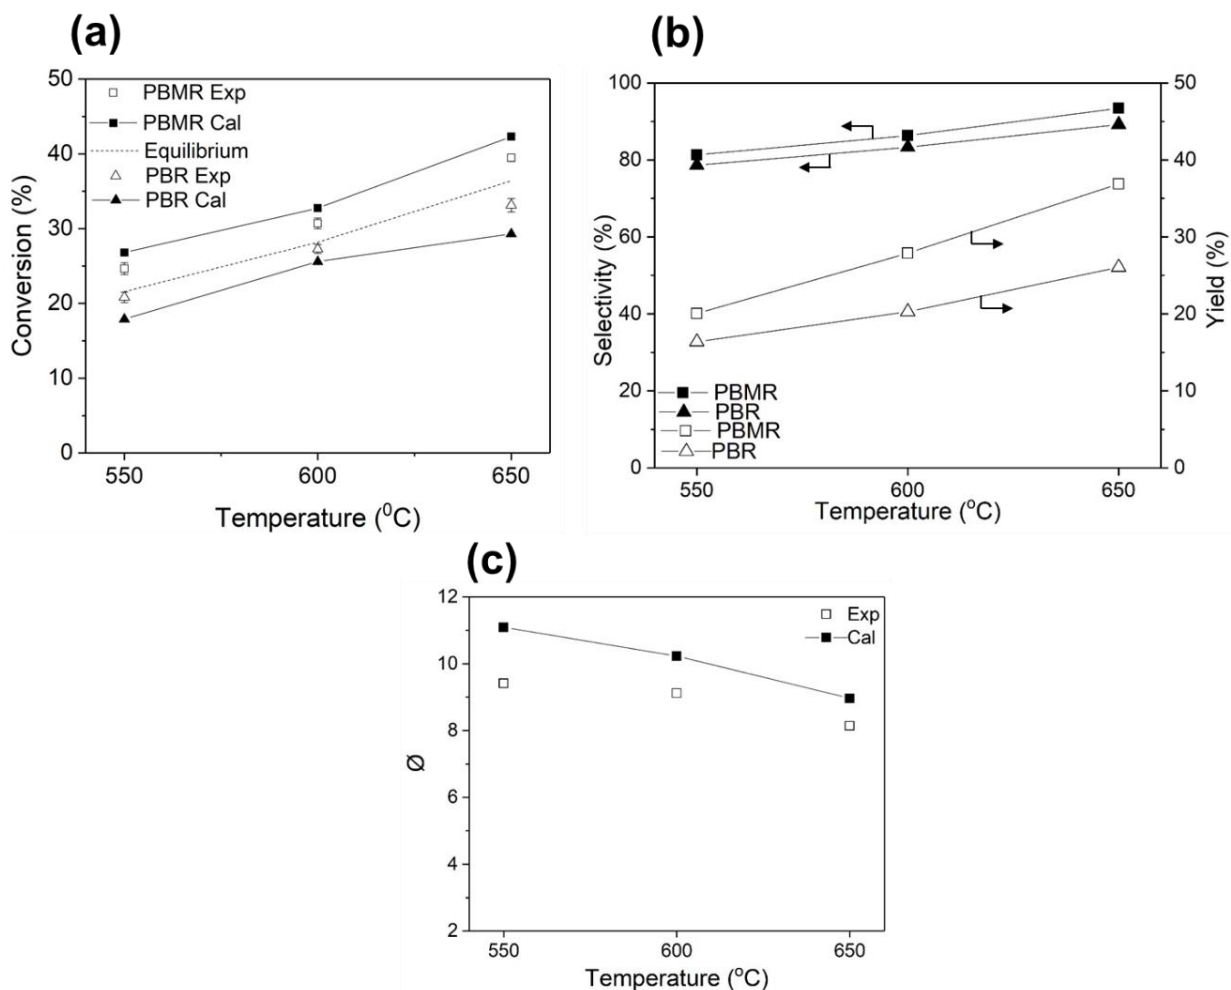 (a)
50
40
30
20
10
0
Conversion (%)
PBMR Exp
PBMR Cal
Equilibrium
PBR Exp
PBR Cal
550 600 650
Temperature (⁰C)
(b)
100
80
60
40
20
0
Selectivity (%)
PBMR
PBR
PBMR
PBR
50
40
30
20
10
0
Yield (%)
550 600 650
Temperature (°C)
(c)
12
10
8
6
4
2
Ø
Exp
Cal
550 600 650
Temperature (°C)